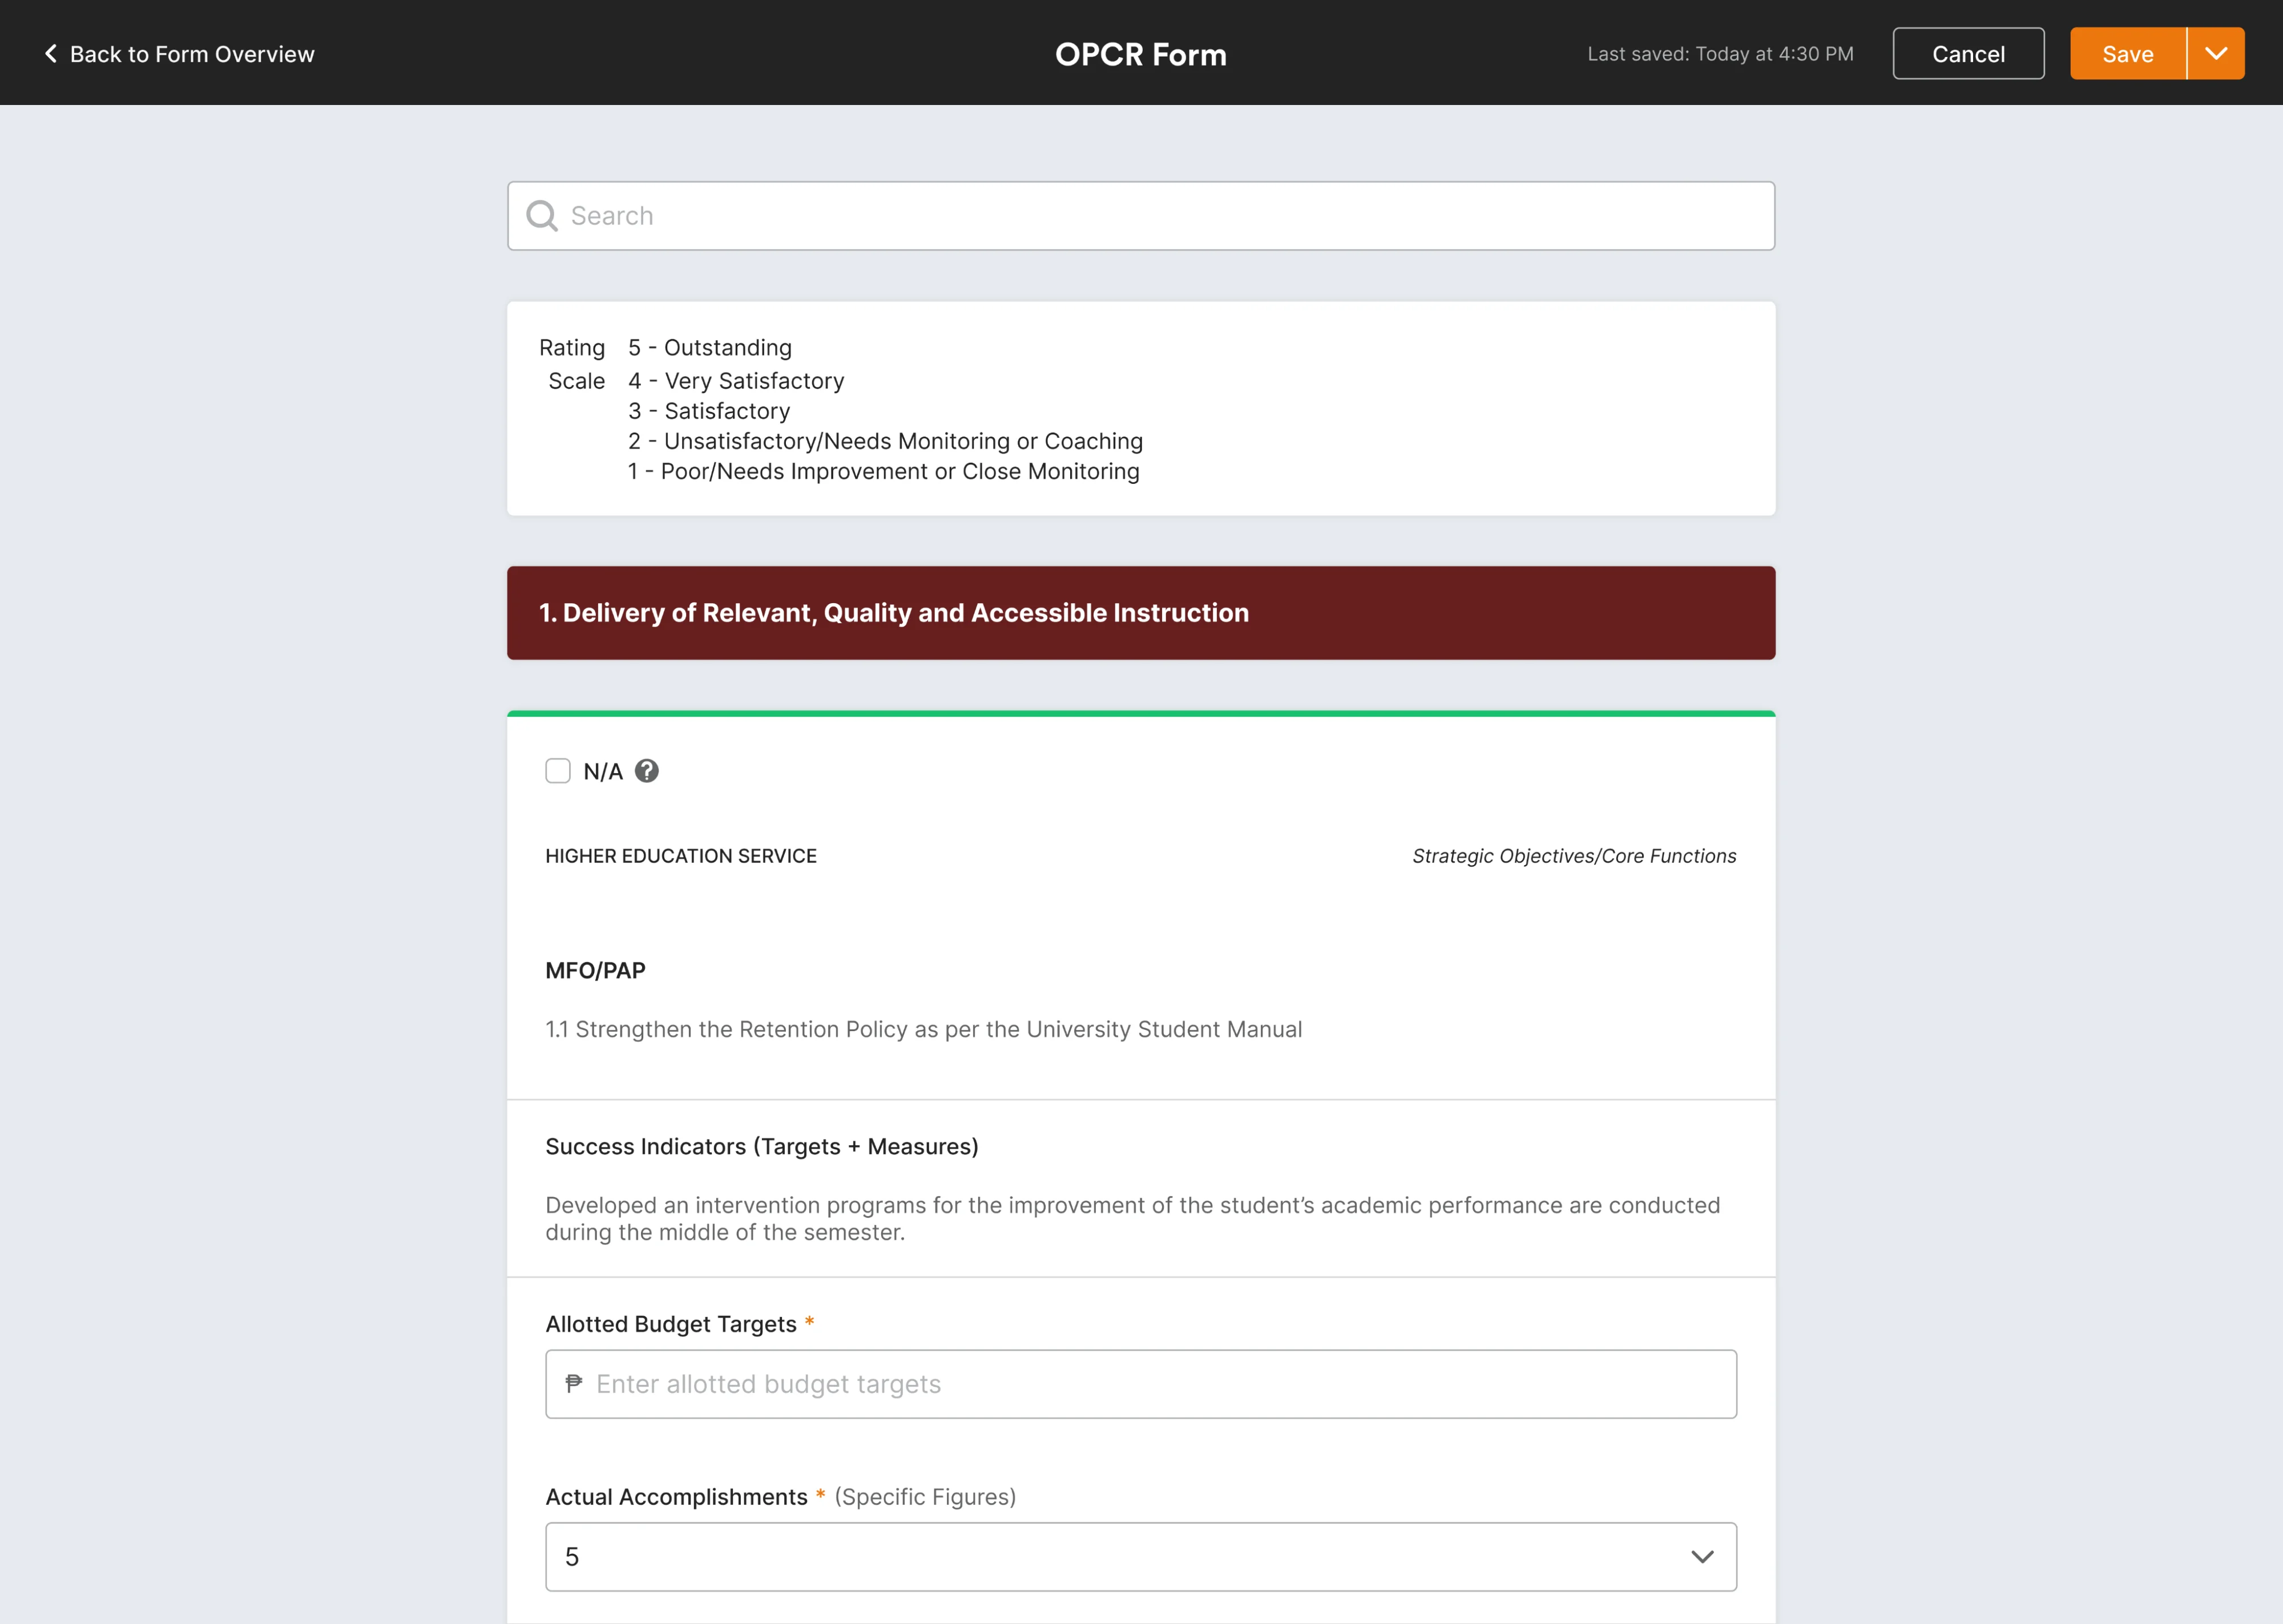 Back to Form Overview
OPCR Form
Last saved: Today at 4:30 PM
Cancel
Save
Search
Rating 5 - Outstanding
Scale 4 - Very Satisfactory
3 - Satisfactory
2 - Unsatisfactory/Needs Monitoring or Coaching
1 - Poor/Needs Improvement or Close Monitoring
1. Delivery of Relevant, Quality and Accessible Instruction
N/A ?
HIGHER EDUCATION SERVICE
Strategic Objectives/Core Functions
MFO/PAP
1.1 Strengthen the Retention Policy as per the University Student Manual
Success Indicators (Targets + Measures)
Developed an intervention programs for the improvement of the student’s academic performance are conducted
during the middle of the semester.
Allotted Budget Targets *
₱ Enter allotted budget targets
Actual Accomplishments * (Specific Figures)
5